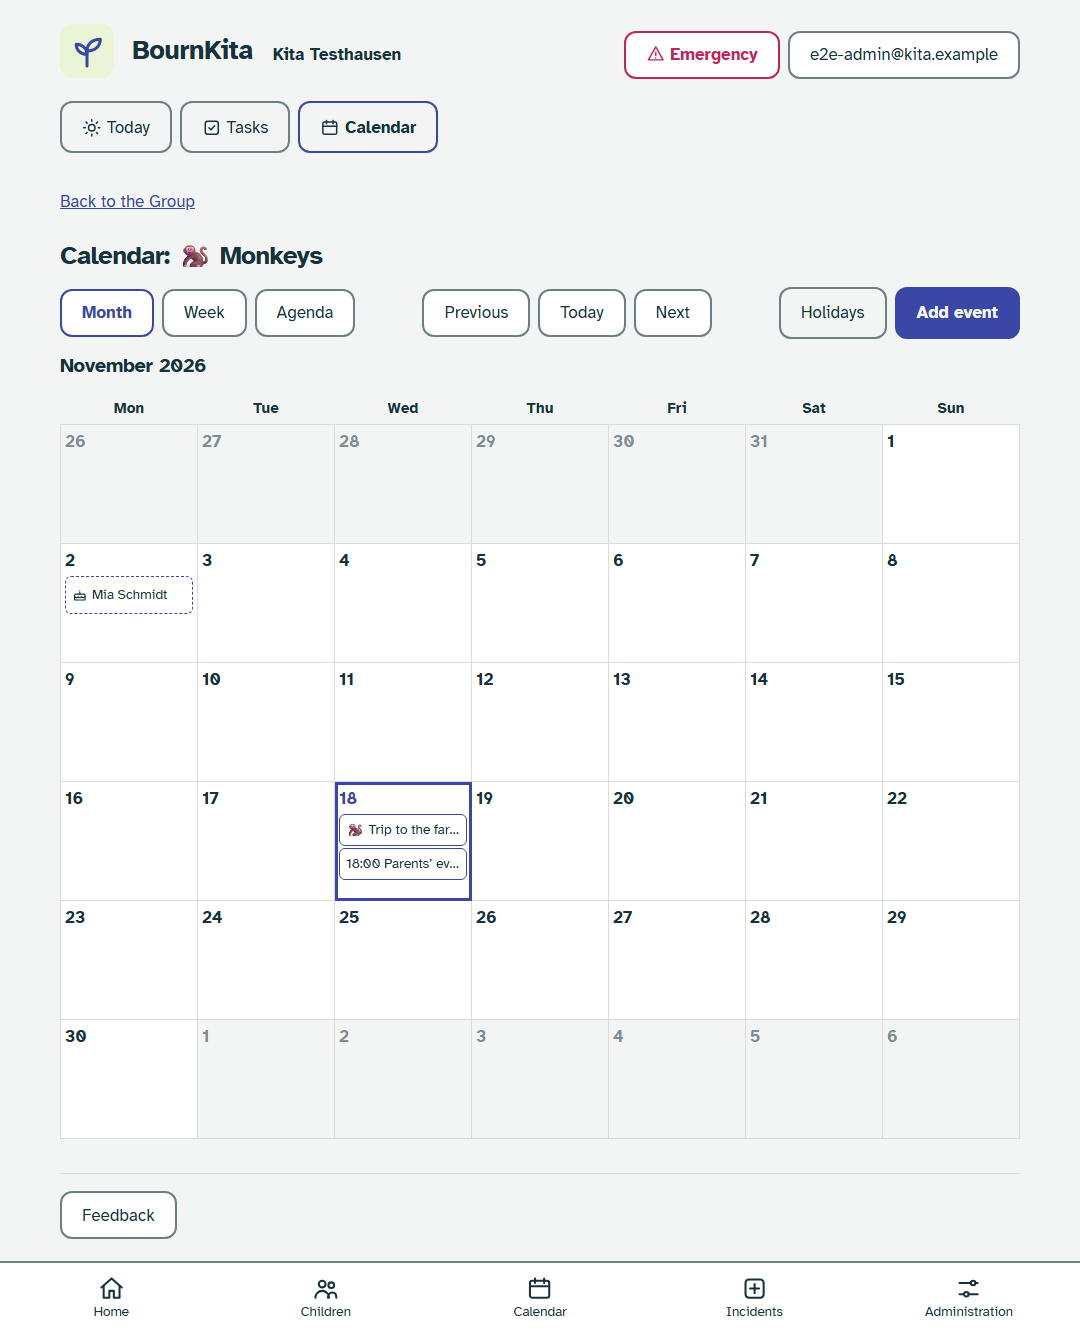 BournKita Kita Testhausen Emergency e2e-admin@kita.example
Today Tasks Calendar
Back to the Group
Calendar: Monkeys
Month Week Agenda Previous Today Next Holidays Add event
November 2026
Mon Tue Wed Thu Fri Sat Sun
26 27 28 29 30 31 1
2 3 4 5 6 7 8
Mia Schmidt
9 10 11 12 13 14 15
16 17 18 19 20 21 22
Trip to the far...
18:00 Parents' ev...
23 24 25 26 27 28 29
30 1 2 3 4 5 6
Feedback
Home Children Calendar Incidents Administration